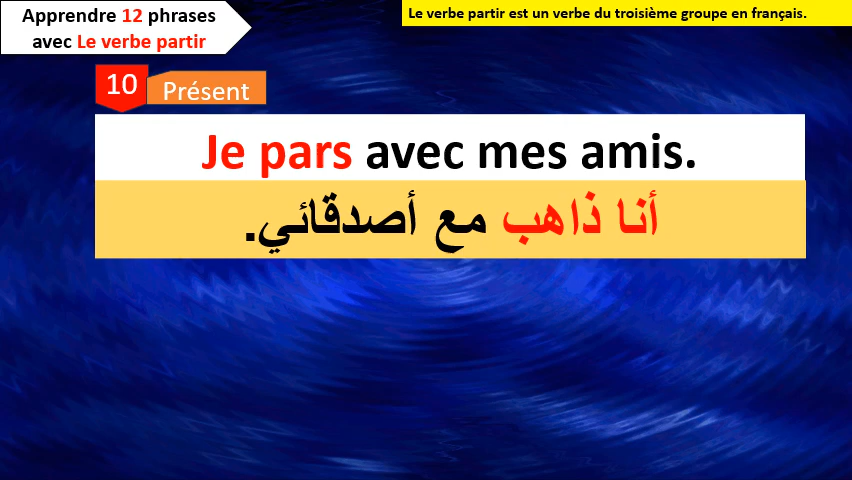 Apprendre 12 phrases
avec Le verbe partir
Le verbe partir est un verbe du troisième groupe en français.
10
Présent
Je pars avec mes amis.
أنا ذاهب مع أصدقائي.